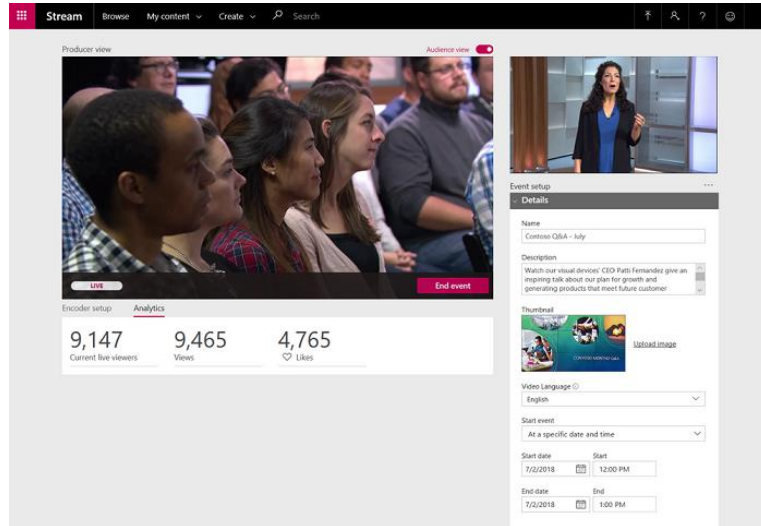 Stream Browse My content Create Search ?
Producer view
Audience view
LIVE
End event
Encoder setup Analytics
9,147 9,465 4,765
Current live viewers Views Likes
Event setup ...
Details
Name
Contoso Q&A - July
Description
Watch our visual devices' CEO Patti Fernandez give an
inspiring talk about our plan for growth and
generating products that meet future customer
Thumbnail
CONTOSO MONTHLY Q&A
Upload image
Video Language
English
Start event
At a specific date and time
Start date Start
7/2/2018 12:00 PM
End date End
7/2/2018 1:00 PM